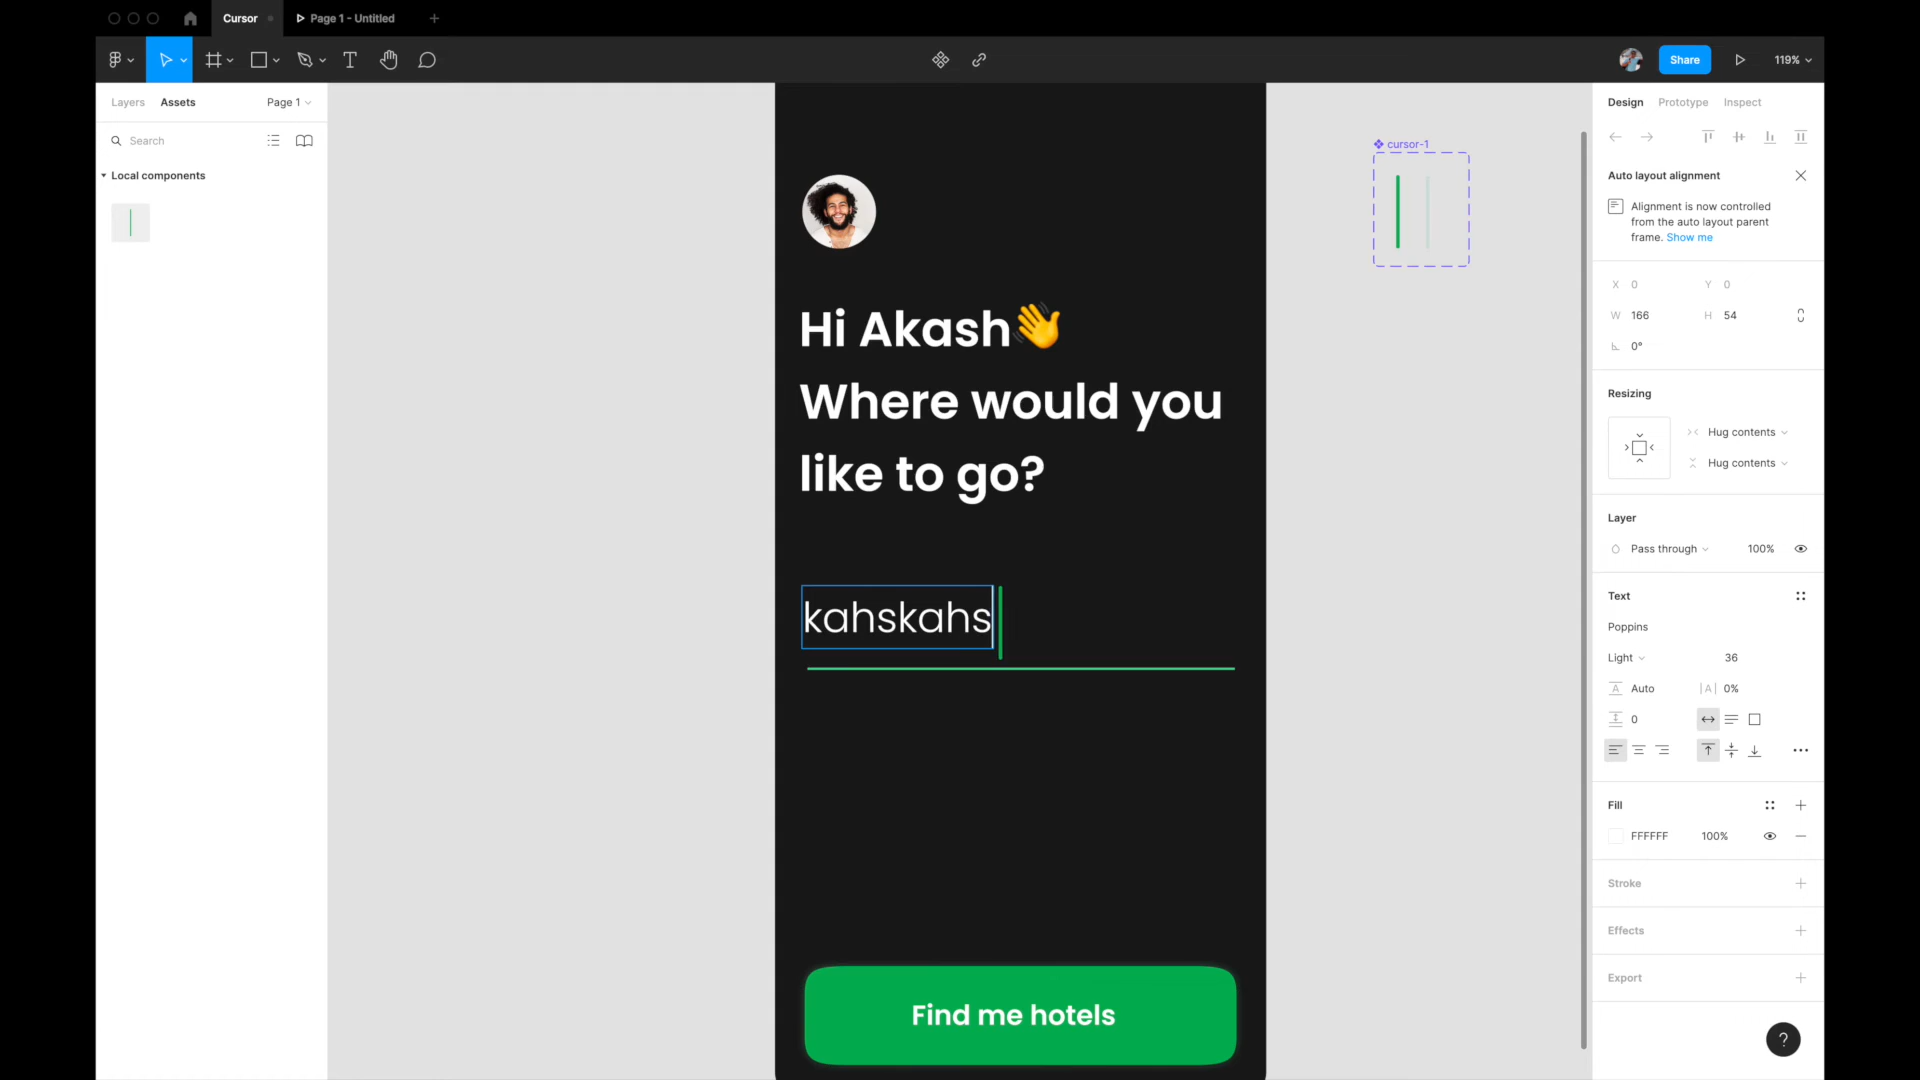 Cursor
Page 1 - Untitled
Share
119%
Layers
Assets
Page 1
Search
Local components
cursor-1
Hi Akash👋
Where would you
like to go?
kahskahs
Find me hotels
Design
Prototype
Inspect
Auto layout alignment
Alignment is now controlled
from the auto layout parent
frame. Show me
X 0
Y 0
W 166
H 54
0°
Resizing
Hug contents
Hug contents
Layer
Pass through
100%
Text
Poppins
Light
36
A Auto
|A| 0%
0
Fill
FFFFFF
100%
Stroke
Effects
Export
?